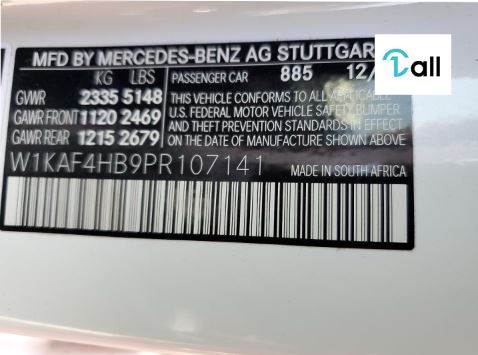 MFD BY MERCEDES-BENZ AG STUTTGAR
KG LBS
PASSENGER CAR 885 12/
GVWR 2335 5148
GAWR FRONT 1120 2469
GAWR REAR 1215 2679
THIS VEHICLE CONFORMS TO ALL APPLICABLE
U.S. FEDERAL MOTOR VEHICLE SAFETY, BUMPER
AND THEFT PREVENTION STANDARDS IN EFFECT
ON THE DATE OF MANUFACTURE SHOWN ABOVE
W1KAF4HB9PR107141
MADE IN SOUTH AFRICA
all